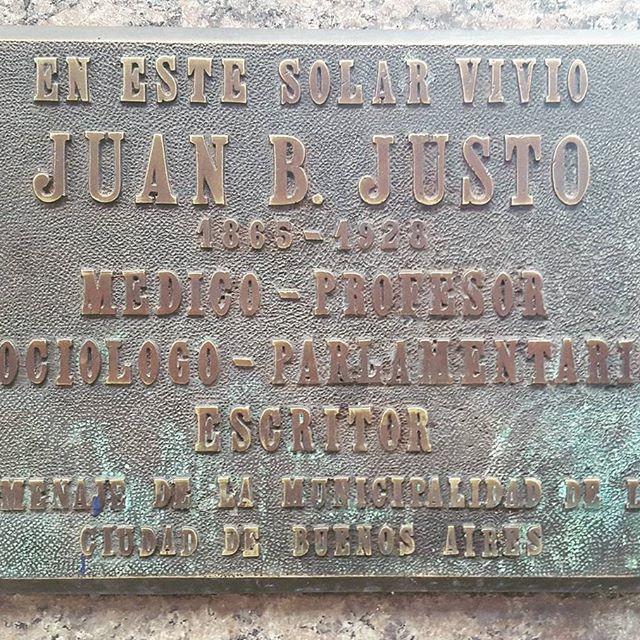 EN ESTE SOLAR VIVIO
JUAN B. JUSTO
1865-1928
MEDICO-PROFESOR
OCIOLOGO-PARLAMENTARI
ESCRITOR
MENAJE DE LA MUNICIPALIDAD DE L
CIUDAD DE BUENOS AIRES